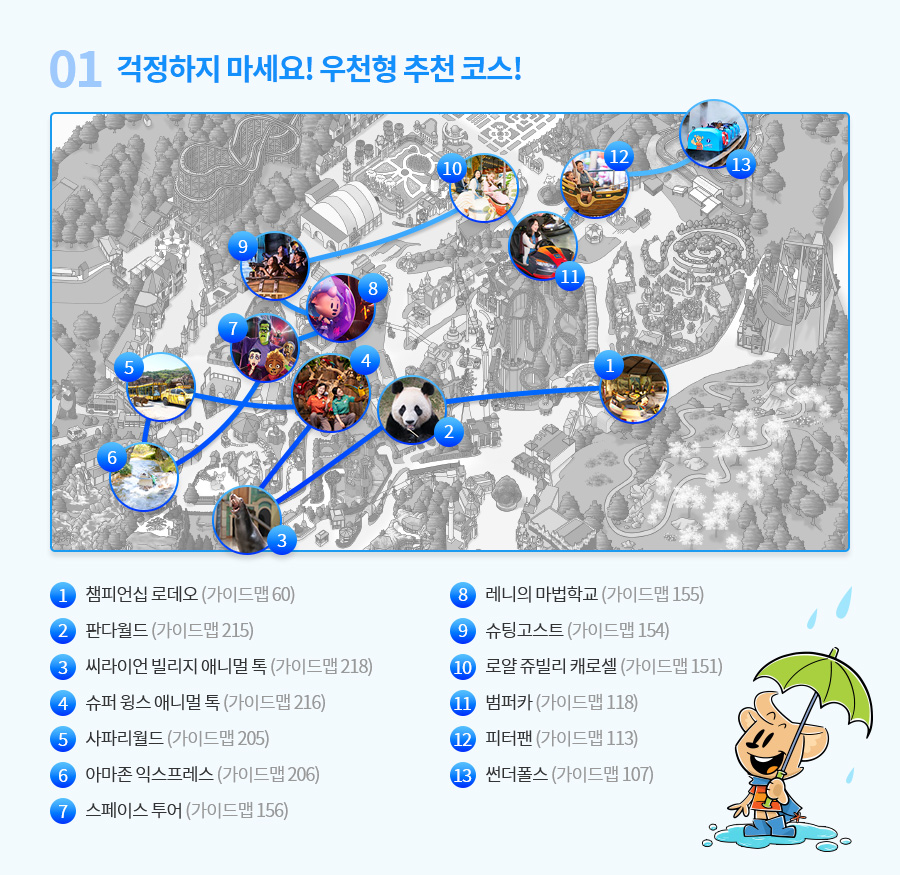 01 걱정하지 마세요! 우천형 추천 코스!
10
12
13
9
11
8
7
4
5
1
2
6
3
1 챔피언십 로데오 (가이드맵 60)
2 판다월드 (가이드맵 215)
3 씨라이언 빌리지 애니멀 톡 (가이드맵 218)
4 슈퍼 윙스 애니멀 톡 (가이드맵 216)
5 사파리월드 (가이드맵 205)
6 아마존 익스프레스 (가이드맵 206)
7 스페이스 투어 (가이드맵 156)
8 레니의 마법학교 (가이드맵 155)
9 슈팅고스트 (가이드맵 154)
10 로얄 쥬빌리 캐로셀 (가이드맵 151)
11 범퍼카 (가이드맵 118)
12 피터팬 (가이드맵 113)
13 썬더폴스 (가이드맵 107)